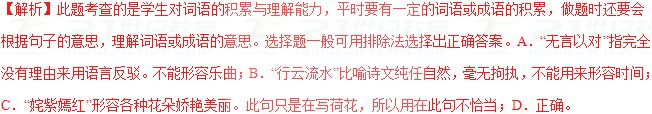 【解析】此题考查的是学生对词语的积累与理解能力，平时要有一定的词语或成语的积累，做题时还要会
根据句子的意思，理解词语或成语的意思。选择题一般可用排除法选择出正确答案。A．“无言以对”指完全
没有理由来用语言反驳。不能形容乐曲；B．“行云流水”比喻诗文纯任自然，毫无拘执，不能用来形容时间；
C．“姹紫嫣红”形容各种花朵娇艳美丽。此句只是在写荷花，所以用在此句不恰当；D．正确。